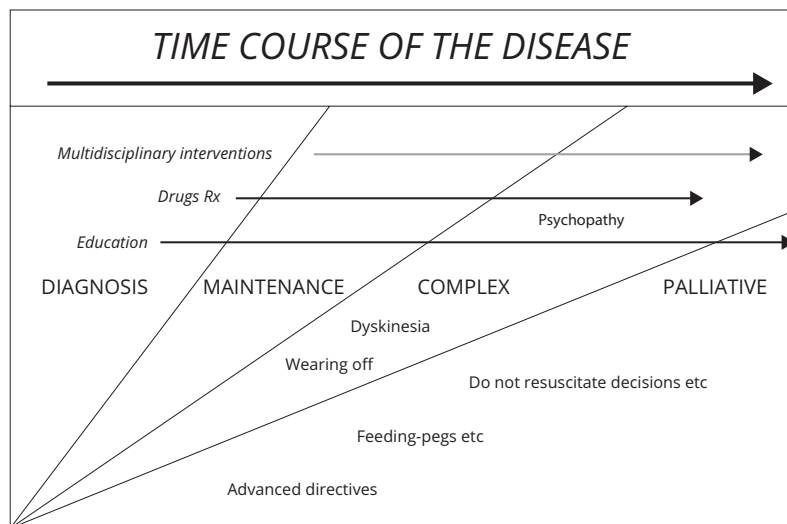 TIME COURSE OF THE DISEASE
Multidisciplinary interventions
Drugs Rx
Psychopathy
Education
DIAGNOSIS MAINTENANCE COMPLEX PALLIATIVE
Dyskinesia
Wearing off
Do not resuscitate decisions etc
Feeding-pegs etc
Advanced directives